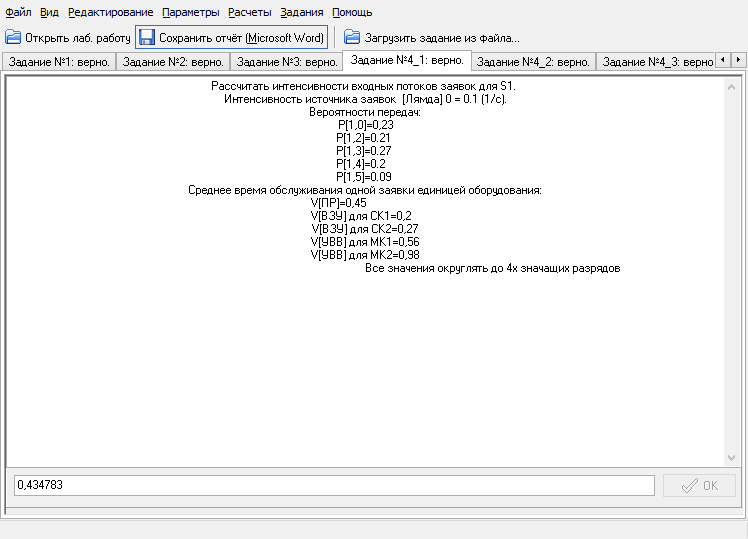 Файл Вид Редактирование Параметры Расчеты Задания Помощь
Открыть лаб. работу Сохранить отчёт (Microsoft Word) Загрузить задание из файла...
Задание №1: верно. Задание №2: верно. Задание №3: верно. Задание №4_1: верно. Задание №4_2: верно. Задание №4_3: верно
Рассчитать интенсивности входных потоков заявок для S1.
Интенсивность источника заявок [Лямда] 0 = 0.1 (1/с).
Вероятности передач:
P[1,0]=0,23
P[1,2]=0.21
P[1,3]=0.27
P[1,4]=0.2
P[1,5]=0.09
Среднее время обслуживания одной заявки единицей оборудования:
V[ПР]=0,45
V[ВЗУ] для СК1=0,2
V[ВЗУ] для СК2=0,27
V[УВВ] для МК1=0,56
V[УВВ] для МК2=0,98
Все значения округлять до 4х значащих разрядов
0,434783
OK